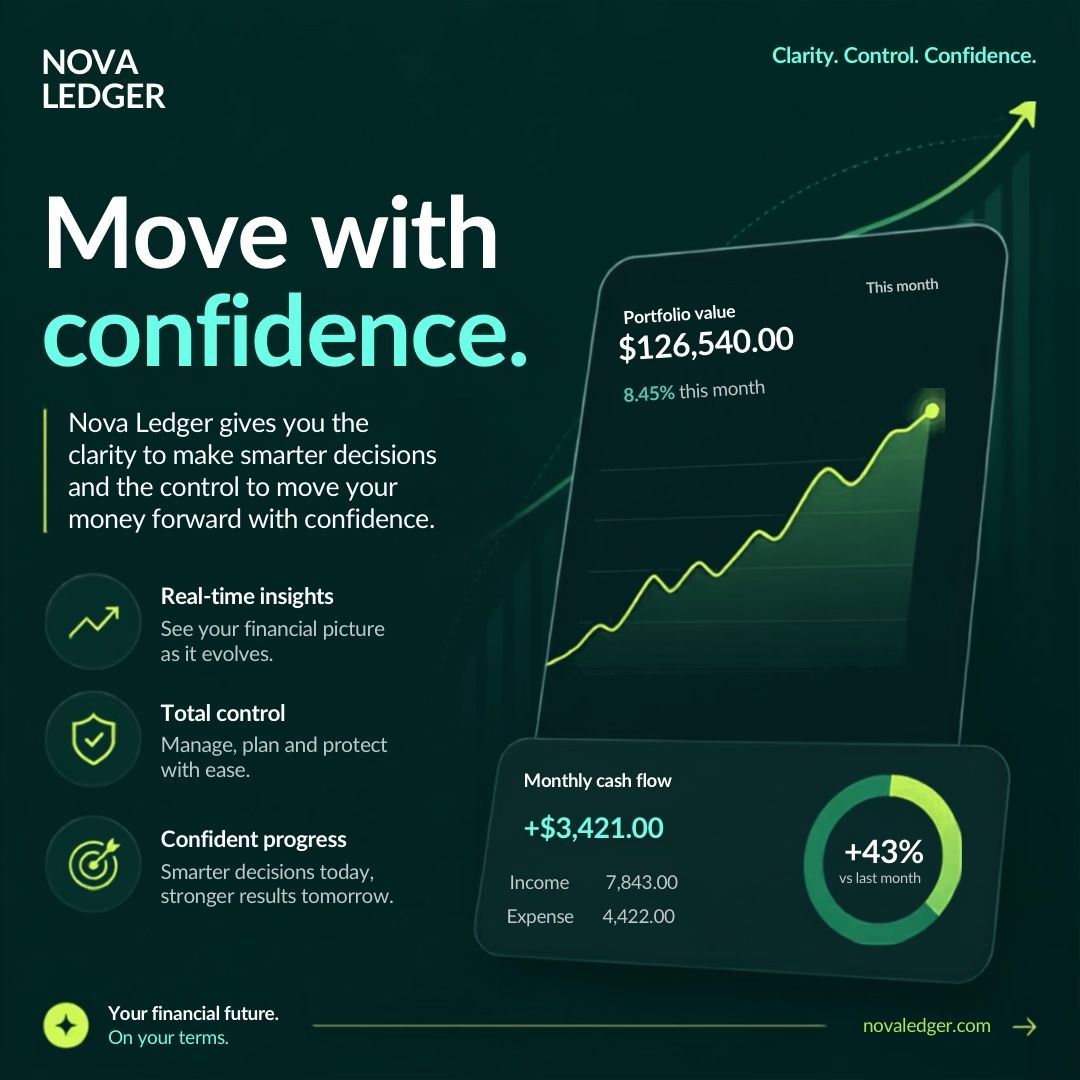 NOVA
LEDGER
Clarity. Control. Confidence.
Move with
confidence.
Nova Ledger gives you the
clarity to make smarter decisions
and the control to move your
money forward with confidence.
Real-time insights
See your financial picture
as it evolves.
Total control
Manage, plan and protect
with ease.
Confident progress
Smarter decisions today,
stronger results tomorrow.
This month
Portfolio value
$126,540.00
8.45% this month
Monthly cash flow
+$3,421.00
Income 7,843.00
Expense 4,422.00
+43%
vs last month
Your financial future.
On your terms.
novaledger.com